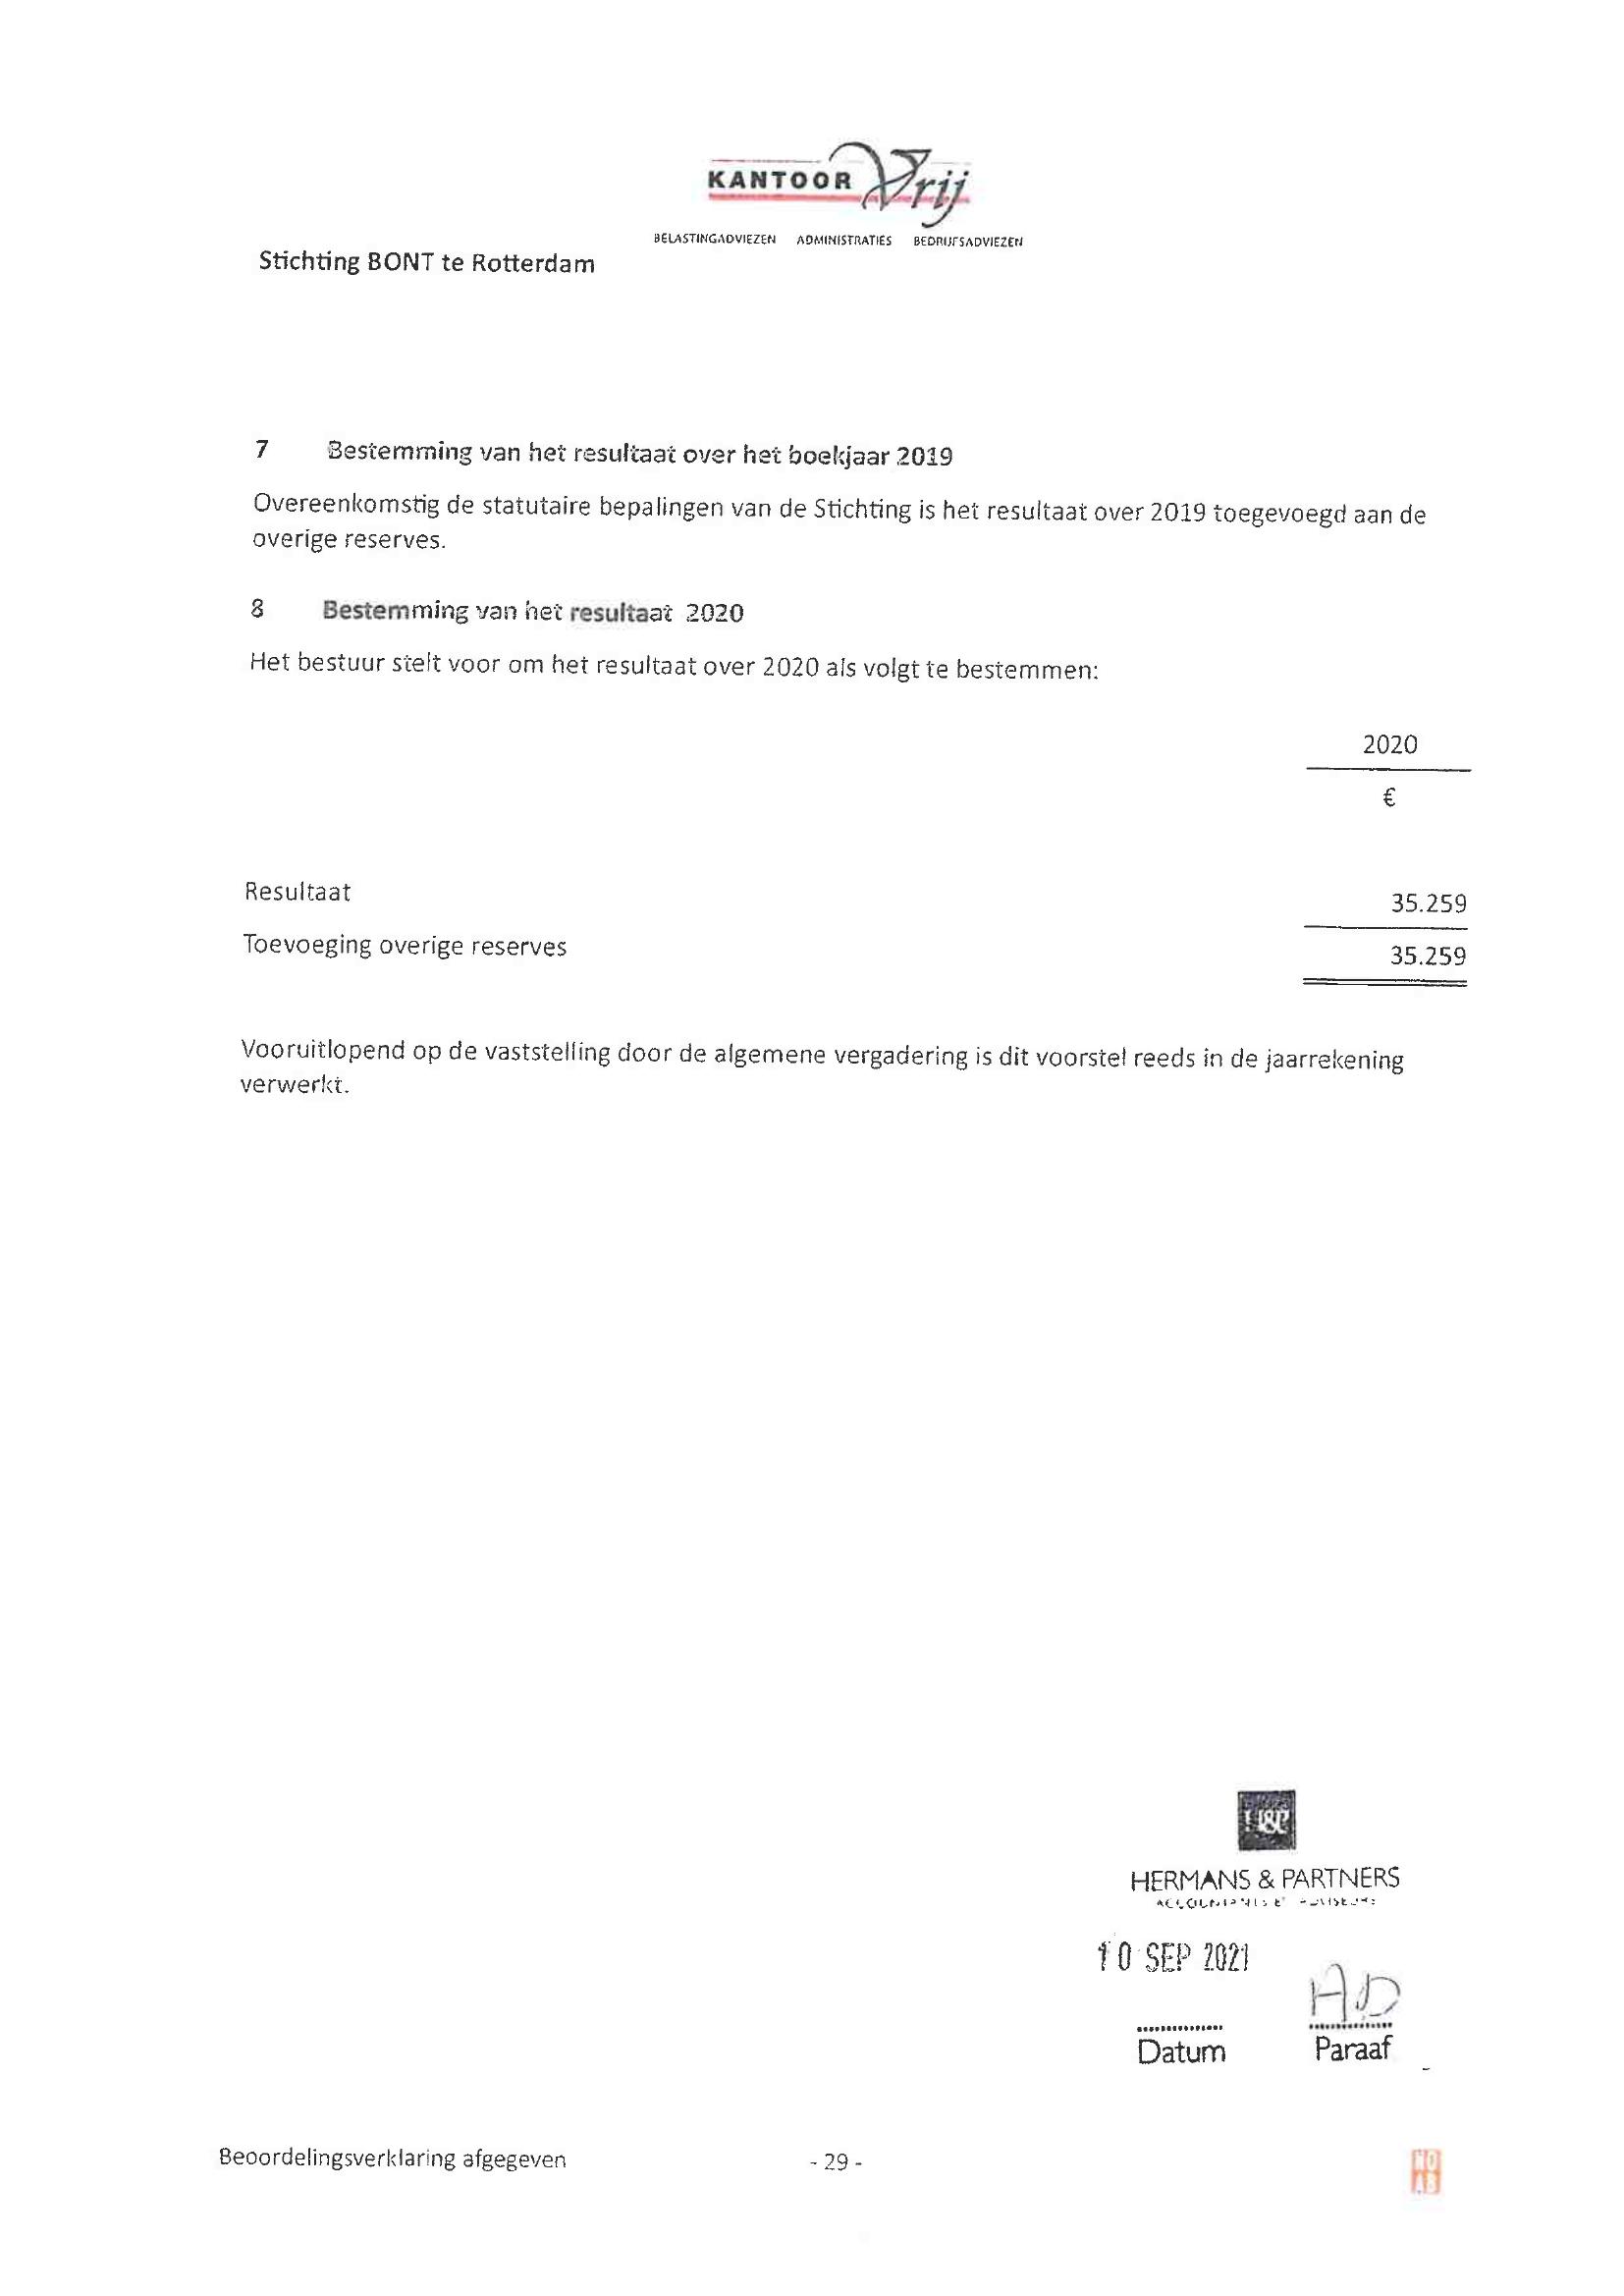 KANTOOR Vrij
BELASTINGADVIEZEN ADMINISTRATIES BEDRIJFSADVIEZEN
Stichting BONT te Rotterdam
7 Bestemming van het resultaat over het boekjaar 2019
Overeenkomstig de statutaire bepalingen van de Stichting is het resultaat over 2019 toegevoegd aan de
overige reserves.
8 Bestemming van het resultaat 2020
Het bestuur stelt voor om het resultaat over 2020 als volgt te bestemmen:
2020
€
Resultaat 35.259
Toevoeging overige reserves 35.259
Vooruitlopend op de vaststelling door de algemene vergadering is dit voorstel reeds in de jaarrekening
verwerkt.
H&P
HERMANS & PARTNERS
10 SEP 2021
AD
Datum Paraaf
Beoordelingsverklaring afgegeven - 29 -
NO
AB